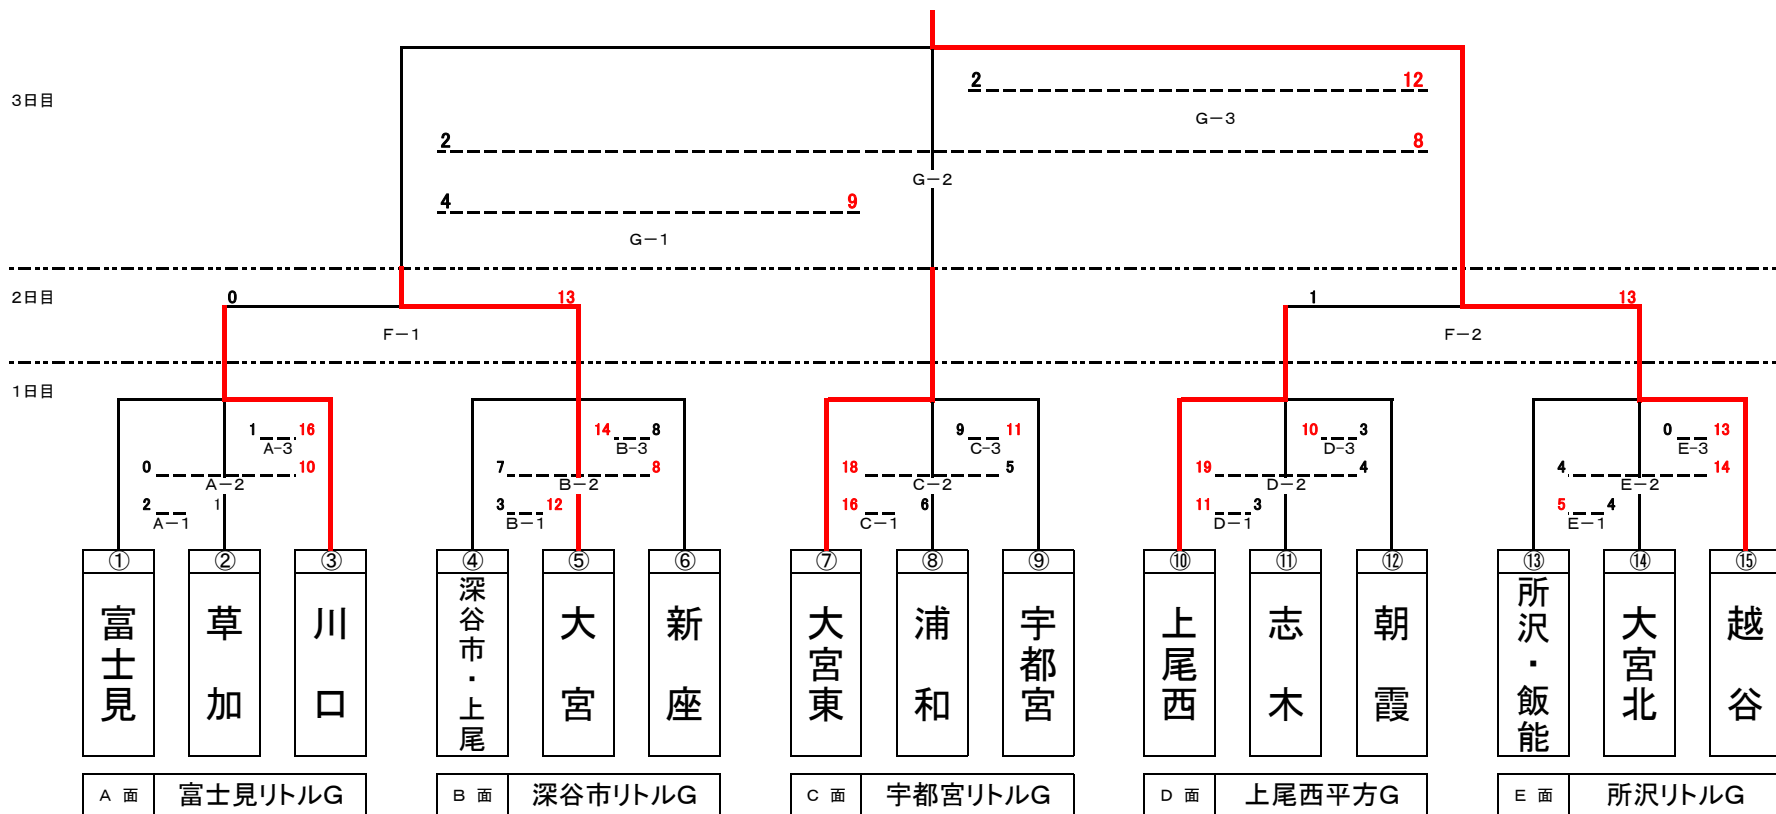 2 12
3日目
G－3
2 8
G－2
4 9
G－1
2日目
0 13 1 13
F－1 F－2
1日目
1 16 14 8 9 11 10 3 0 13
A-3 B-3 C-3 D-3 E-3
0 10 7 8 18 5 19 4 4 14
A－2 B－2 C－2 D－2 E－2
2 1 3 12 16 6 11 3 5 4
A－1 B－1 C－1 D－1 E－1
① ② ③ ④ ⑤ ⑥ ⑦ ⑧ ⑨ ⑩ ⑪ ⑫ ⑬ ⑭ ⑮
富士見
草加
川口
深谷市・上尾
大宮
新座
大宮東
浦和
宇都宮
上尾西
志木
朝霞
所沢・飯能
大宮北
越谷
A 面 富士見リトルG
B 面 深谷市リトルG
C 面 宇都宮リトルG
D 面 上尾西平方G
E 面 所沢リトルG